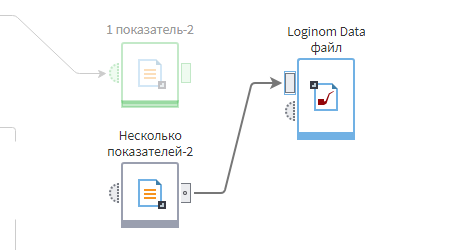 1 показатель-2
Loginom Data
файл
Несколько
показателей-2